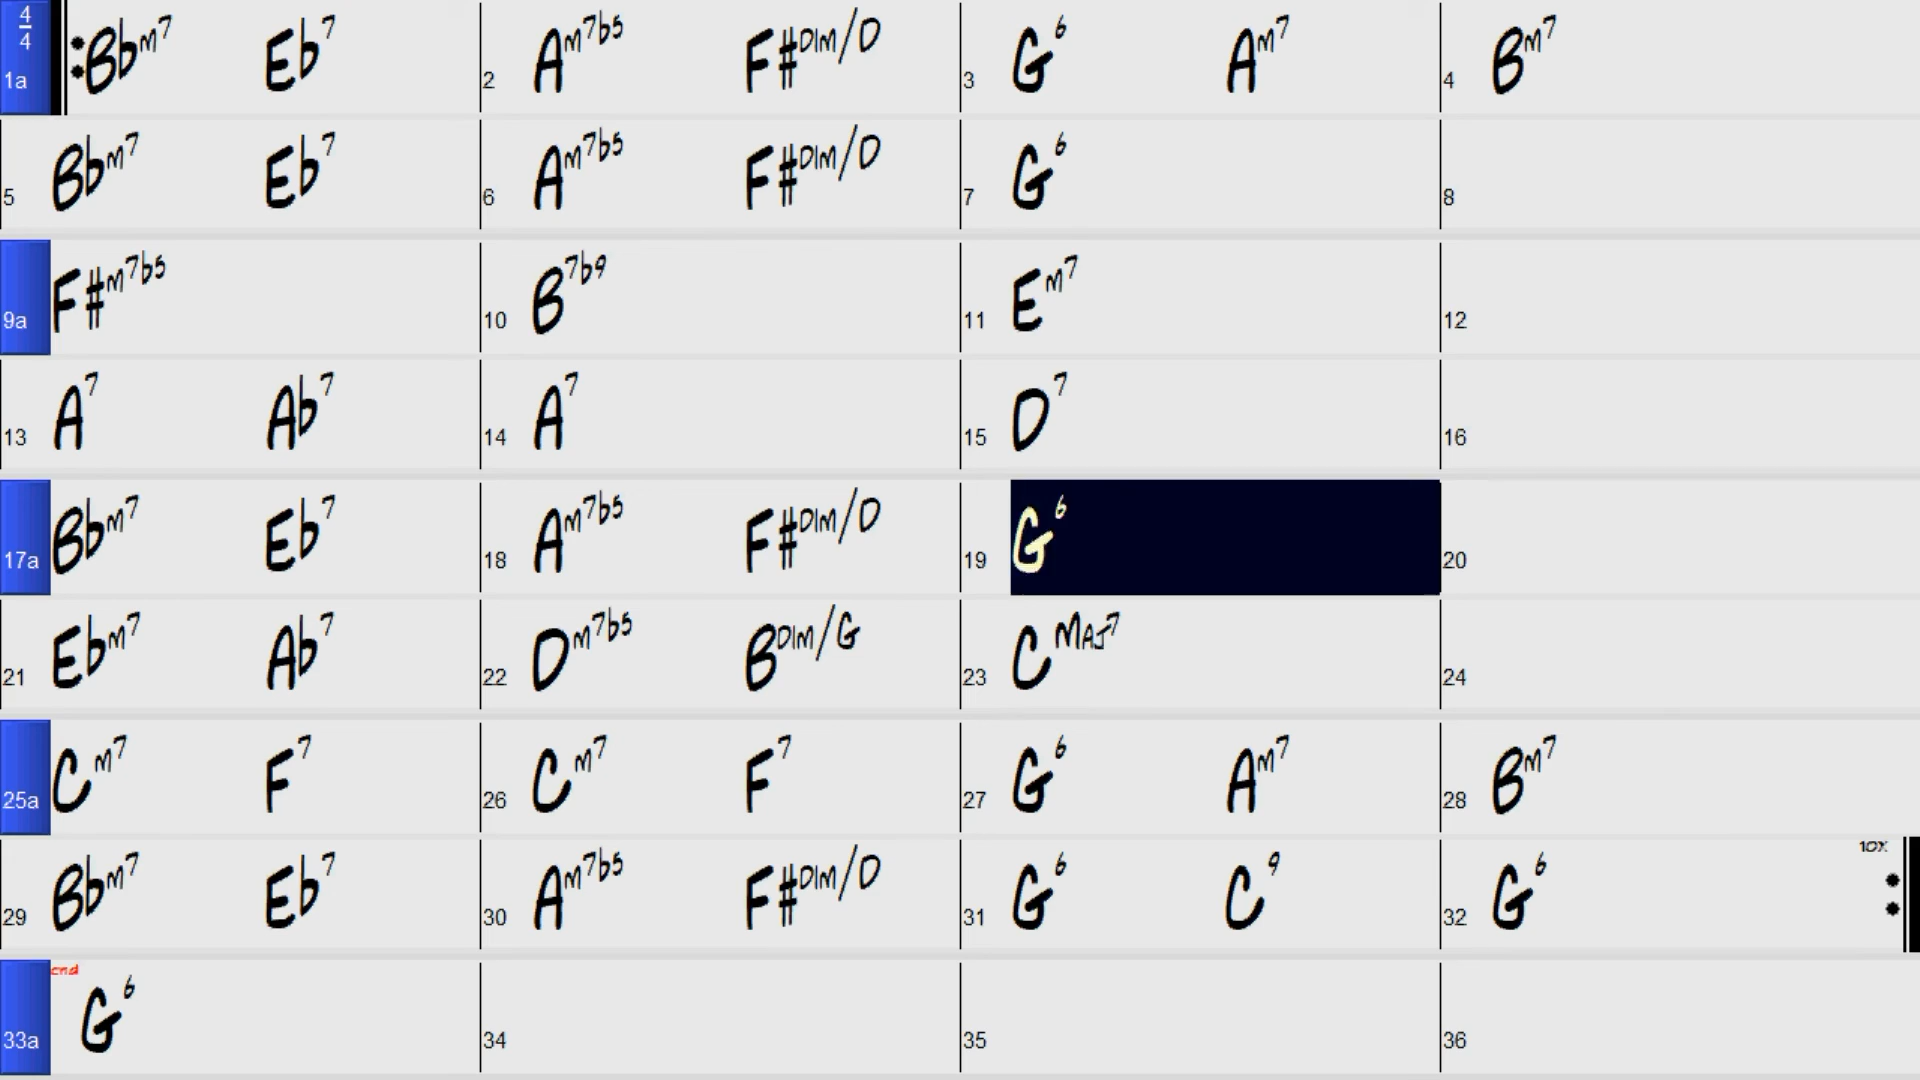 4/4 1a Bbm7 Eb7 2 Am7b5 F#DIM/D 3 G6 Am7 4 Bm7
5 Bbm7 Eb7 6 Am7b5 F#DIM/D 7 G6 8
9a F#m7b5 10 B7b9 11 Em7 12
13 A7 Ab7 14 A7 15 D7 16
17a Bbm7 Eb7 18 Am7b5 F#DIM/D 19 G6 20
21 Ebm7 Ab7 22 Dm7b5 BDIM/G 23 CMAJ7 24
25a Cm7 F7 26 Cm7 F7 27 G6 Am7 28 Bm7
29 Bbm7 Eb7 30 Am7b5 F#DIM/D 31 G6 C9 32 G6 10x
33a end G6 34 35 36